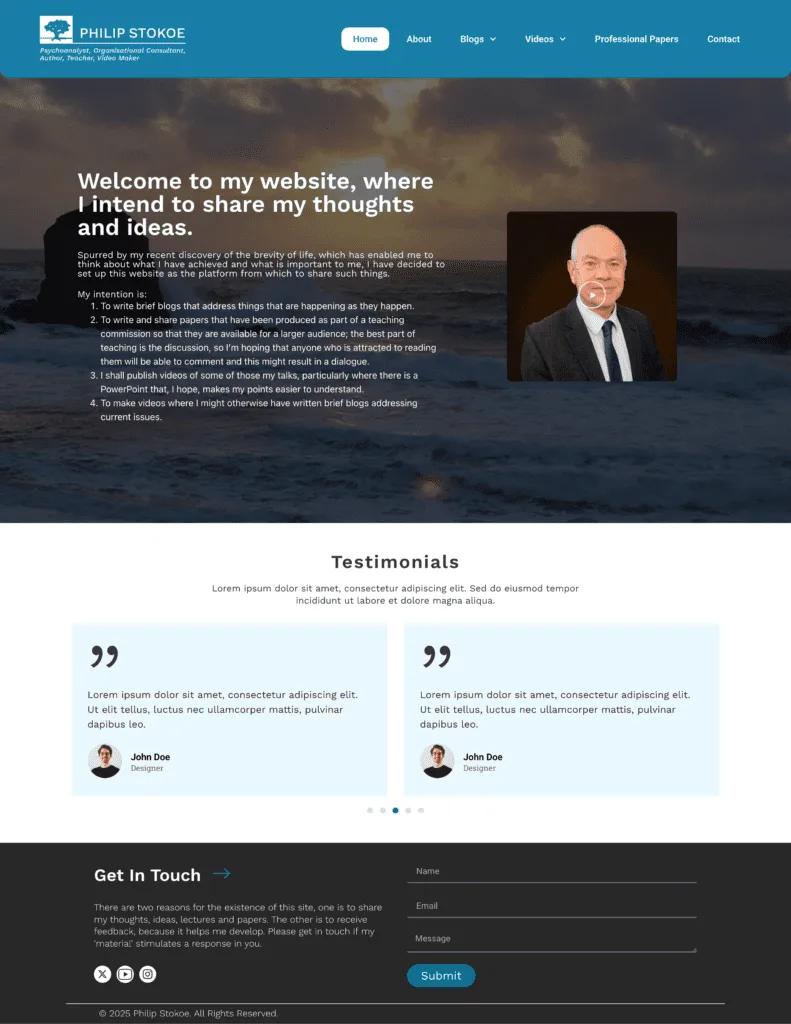 PHILIP STOKOE
Psychoanalyst, Organisational Consultant,
Author, Teacher, Video Maker
Home
About
Blogs
Videos
Professional Papers
Contact
Welcome to my website, where
I intend to share my thoughts
and ideas.
Spurred by my recent discovery of the brevity of life, which has enabled me to
think about what I have achieved and what is important to me, I have decided to
set up this website as the platform from which to share such things.
My intention is:
1. To write brief blogs that address things that are happening as they happen.
2. To write and share papers that have been produced as part of a teaching
commission so that they are available for a larger audience; the best part of
teaching is the discussion, so I'm hoping that anyone who is attracted to reading
them will be able to comment and this might result in a dialogue.
3. I shall publish videos of some of those my talks, particularly where there is a
PowerPoint that, I hope, makes my points easier to understand.
4. To make videos where I might otherwise have written brief blogs addressing
current issues.
Testimonials
Lorem ipsum dolor sit amet, consectetur adipiscing elit. Sed do eiusmod tempor
incididunt ut labore et dolore magna aliqua.
”
Lorem ipsum dolor sit amet, consectetur adipiscing elit.
Ut elit tellus, luctus nec ullamcorper mattis, pulvinar
dapibus leo.
John Doe
Designer
”
Lorem ipsum dolor sit amet, consectetur adipiscing elit.
Ut elit tellus, luctus nec ullamcorper mattis, pulvinar
dapibus leo.
John Doe
Designer
Get In Touch
There are two reasons for the existence of this site, one is to share
my thoughts, ideas, lectures and papers. The other is to receive
feedback, because it helps me develop. Please get in touch if my
'material' stimulates a response in you.
Name
Email
Message
Submit
© 2025 Philip Stokoe. All Rights Reserved.